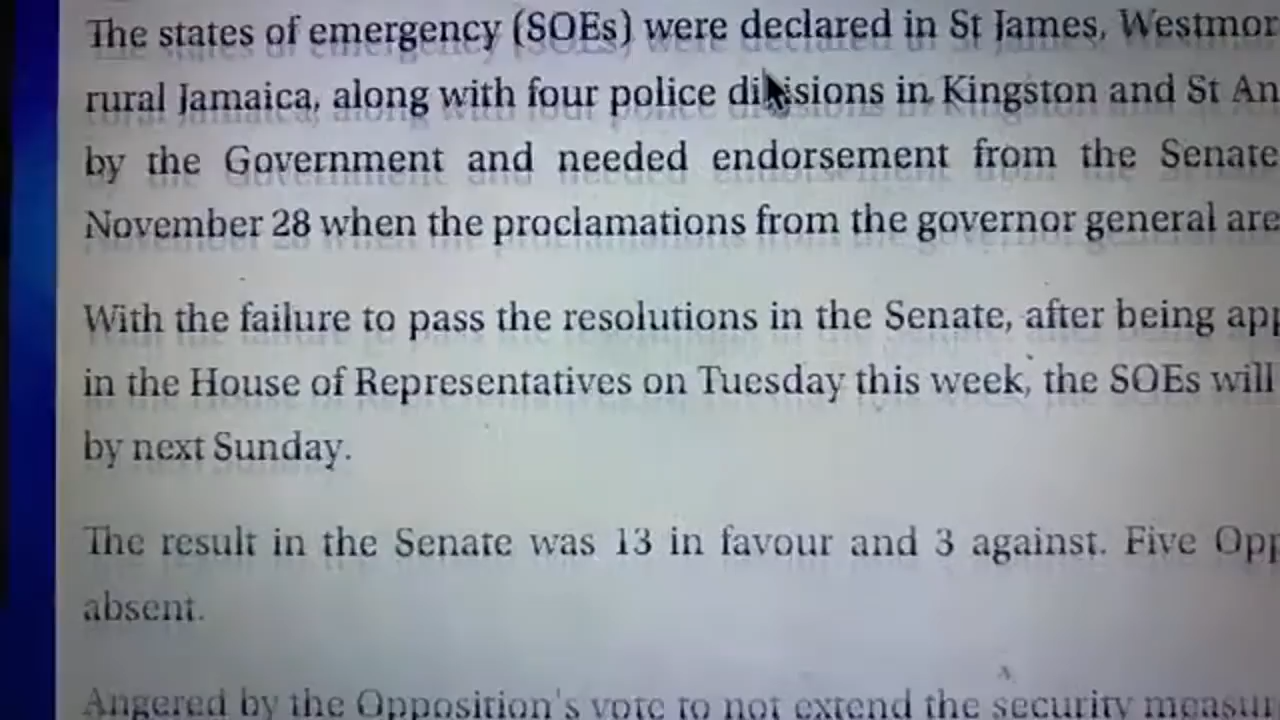 The states of emergency (SOEs) were declared in St James, Westmor
rural Jamaica, along with four police divisions in Kingston and St An
by the Government and needed endorsement from the Senate
November 28 when the proclamations from the governor general are
With the failure to pass the resolutions in the Senate, after being app
in the House of Representatives on Tuesday this week, the SOEs will
by next Sunday.
The result in the Senate was 13 in favour and 3 against. Five Opp
absent.
Angered by the Opposition's vote to not extend the security measur